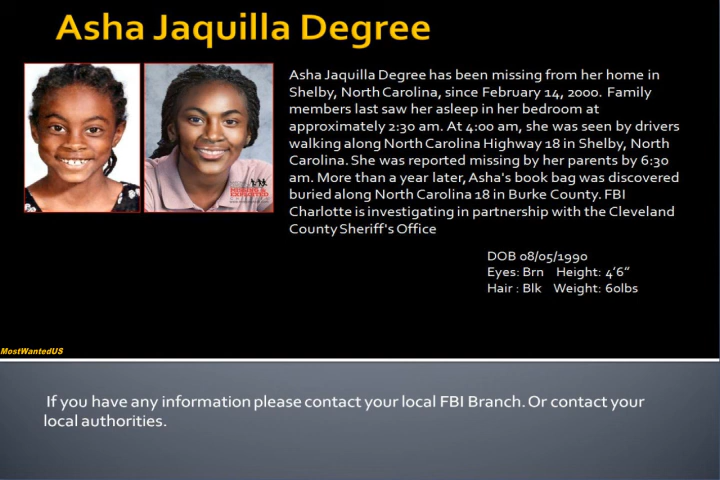 Asha Jaquilla Degree
Asha Jaquilla Degree has been missing from her home in
Shelby, North Carolina, since February 14, 2000. Family
members last saw her asleep in her bedroom at
approximately 2:30 am. At 4:00 am, she was seen by drivers
walking along North Carolina Highway 18 in Shelby, North
Carolina. She was reported missing by her parents by 6:30
am. More than a year later, Asha's book bag was discovered
buried along North Carolina 18 in Burke County. FBI
Charlotte is investigating in partnership with the Cleveland
County Sheriff's Office
DOB 08/05/1990
Eyes: Brn Height: 4’6”
Hair : Blk Weight: 60lbs
MISSING &
EXPLOITED
MostWantedUS
If you have any information please contact your local FBI Branch. Or contact your
local authorities.